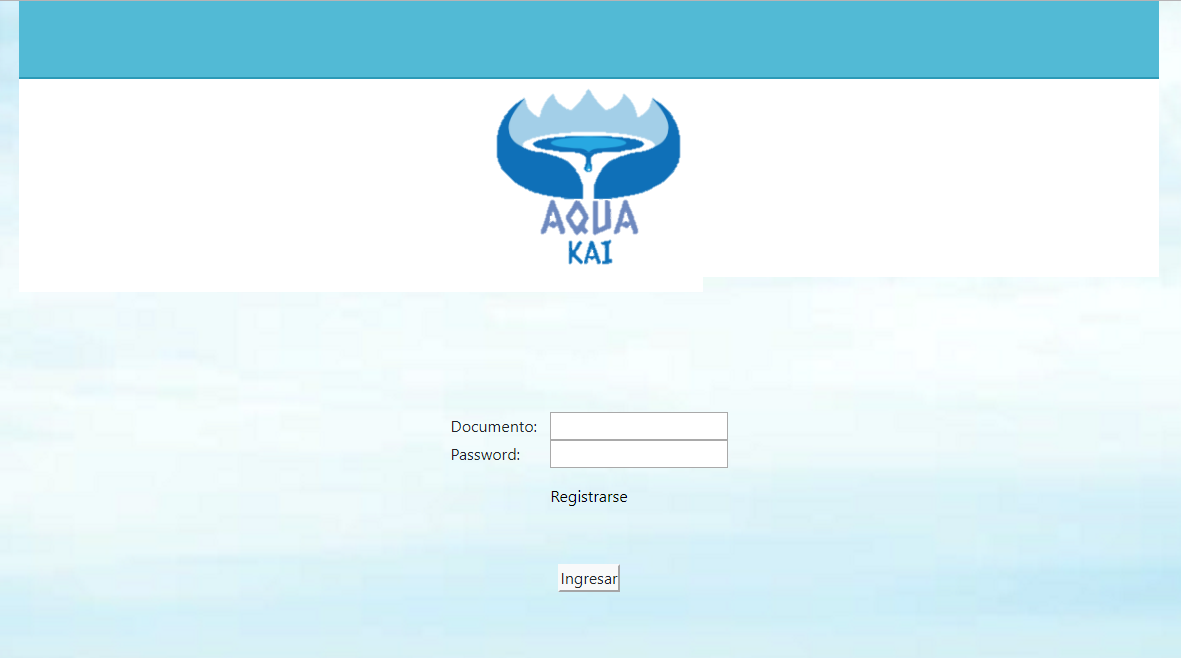 AQUA
KAI
Documento:
Password:
Registrarse
Ingresar